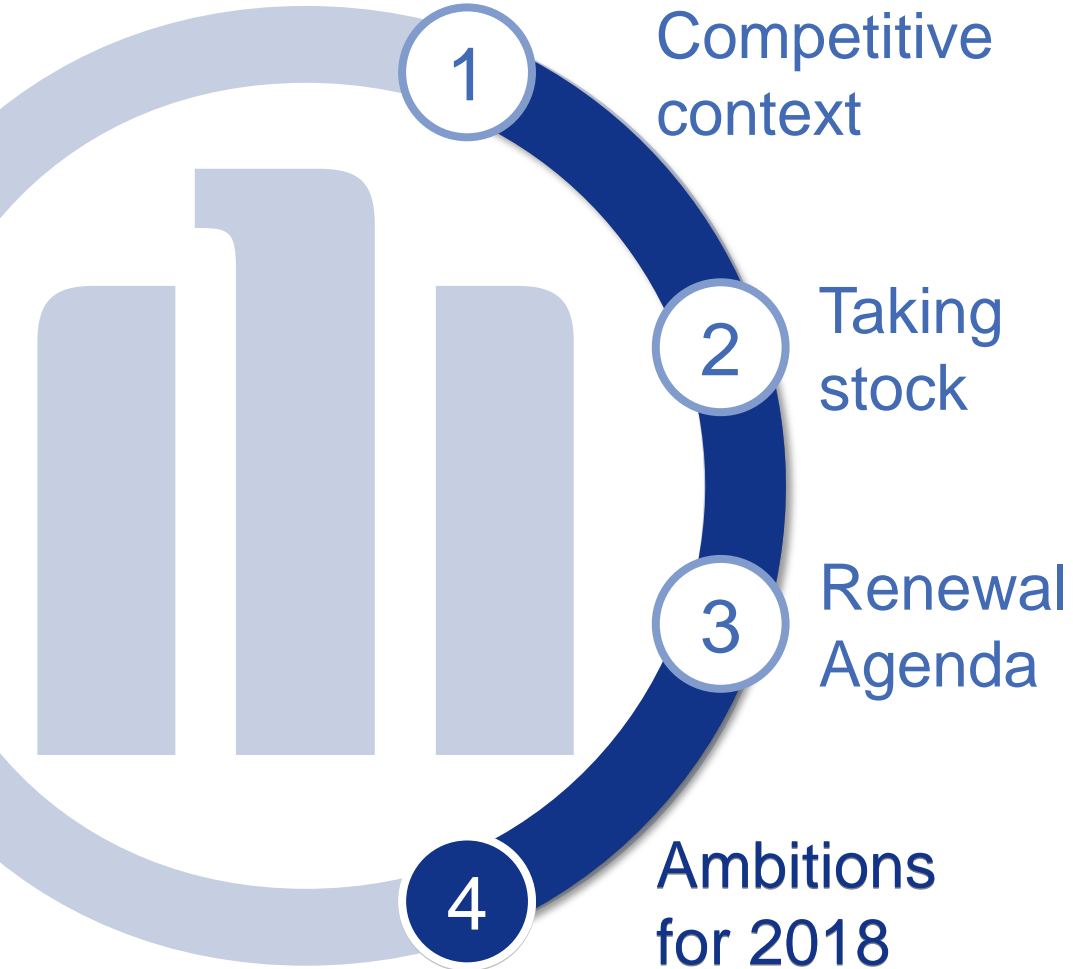 1
Competitive
context
2
Taking
stock
3
Renewal
Agenda
4
Ambitions
for 2018